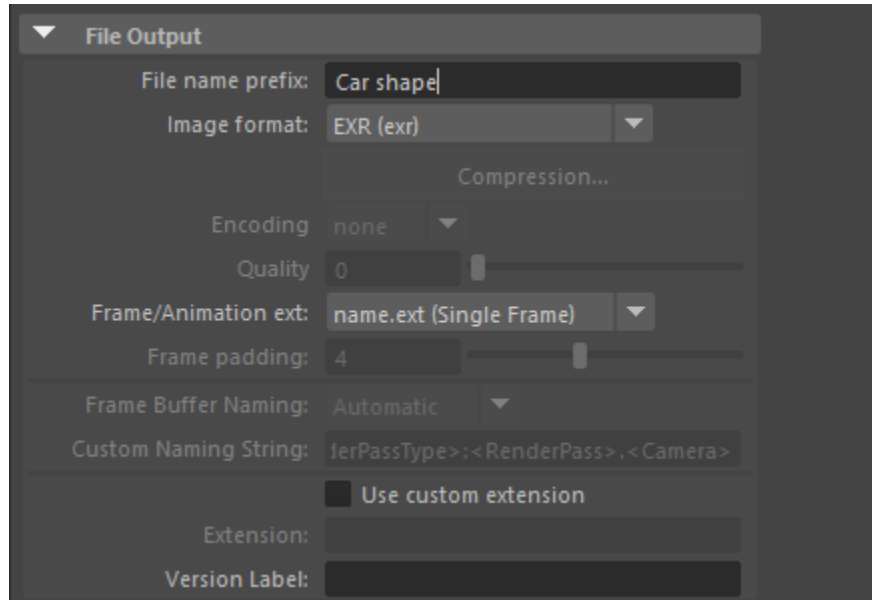 File Output
File name prefix: Car shape
Image format: EXR (exr)
Compression...
Encoding none
Quality 0
Frame/Animation ext: name.ext (Single Frame)
Frame padding: 4
Frame Buffer Naming: Automatic
Custom Naming String: derPassType>:<RenderPass>.<Camera>
Use custom extension
Extension:
Version Label: